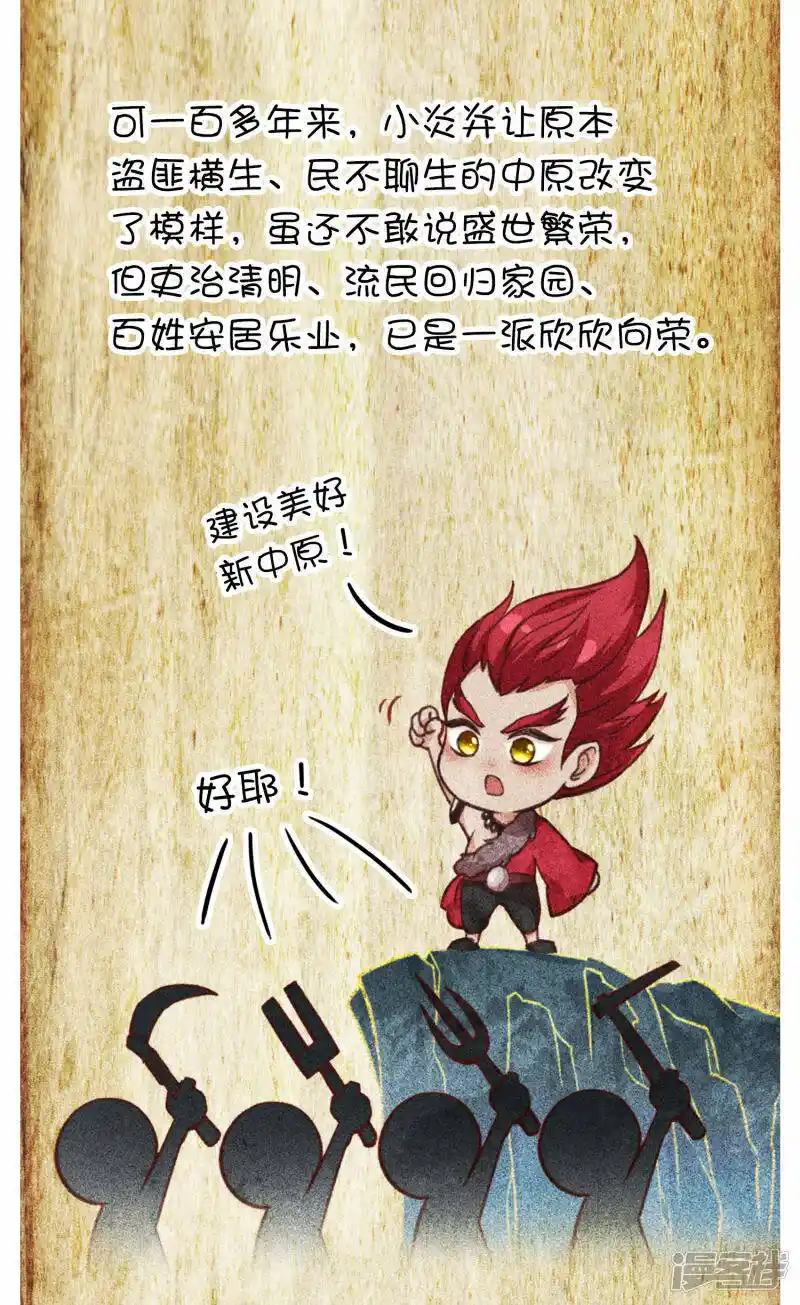 可一百多年来，小炎炎让原本
盗匪横生、民不聊生的中原改变
了模样，虽还不敢说盛世繁荣，
但吏治清明、流民回归家园、
百姓安居乐业，已是一派欣欣向荣。
建设美好
新中原！
好耶！
漫客栈